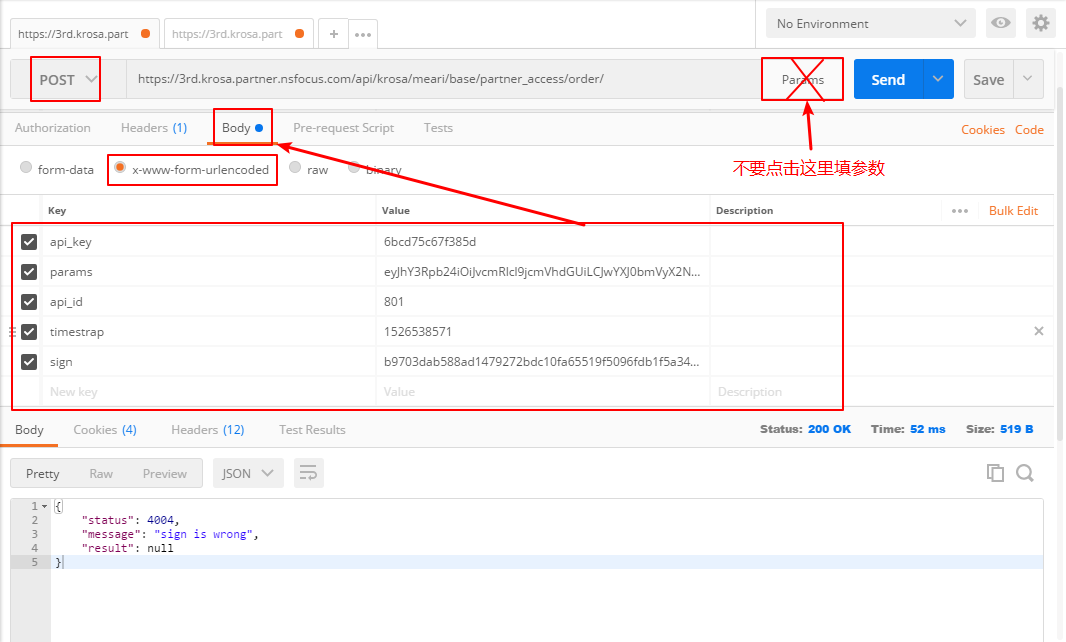 https://3rd.krosa.part
https://3rd.krosa.part
+
No Environment
POST
https://3rd.krosa.partner.nsfocus.com/api/krosa/meari/base/partner_access/order/
Params
Send
Save
Authorization
Headers (1)
Body
Pre-request Script
Tests
Cookies
Code
不要点击这里填参数
form-data
x-www-form-urlencoded
raw
binary
Key
Value
Description
Bulk Edit
api_key
6bcd75c67f385d
params
eyJhY3Rpb24iOiJvcmRlcl9jcmVhdGUiLCJwYXJ0bmVyX2N...
api_id
801
timestrap
1526538571
sign
b9703dab588ad1479272bdc10fa65519f5096fdb1f5a34...
New key
Value
Description
Body
Cookies (4)
Headers (12)
Test Results
Status: 200 OK
Time: 52 ms
Size: 519 B
Pretty
Raw
Preview
JSON
1 {
2 "status": 4004,
3 "message": "sign is wrong",
4 "result": null
5 }